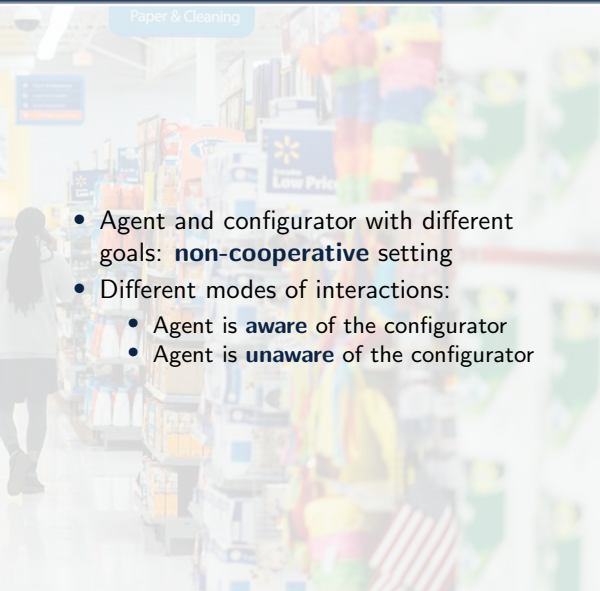 Paper & Cleaning
Low Price
• Agent and configurator with different
goals: non-cooperative setting
• Different modes of interactions:
• Agent is aware of the configurator
• Agent is unaware of the configurator